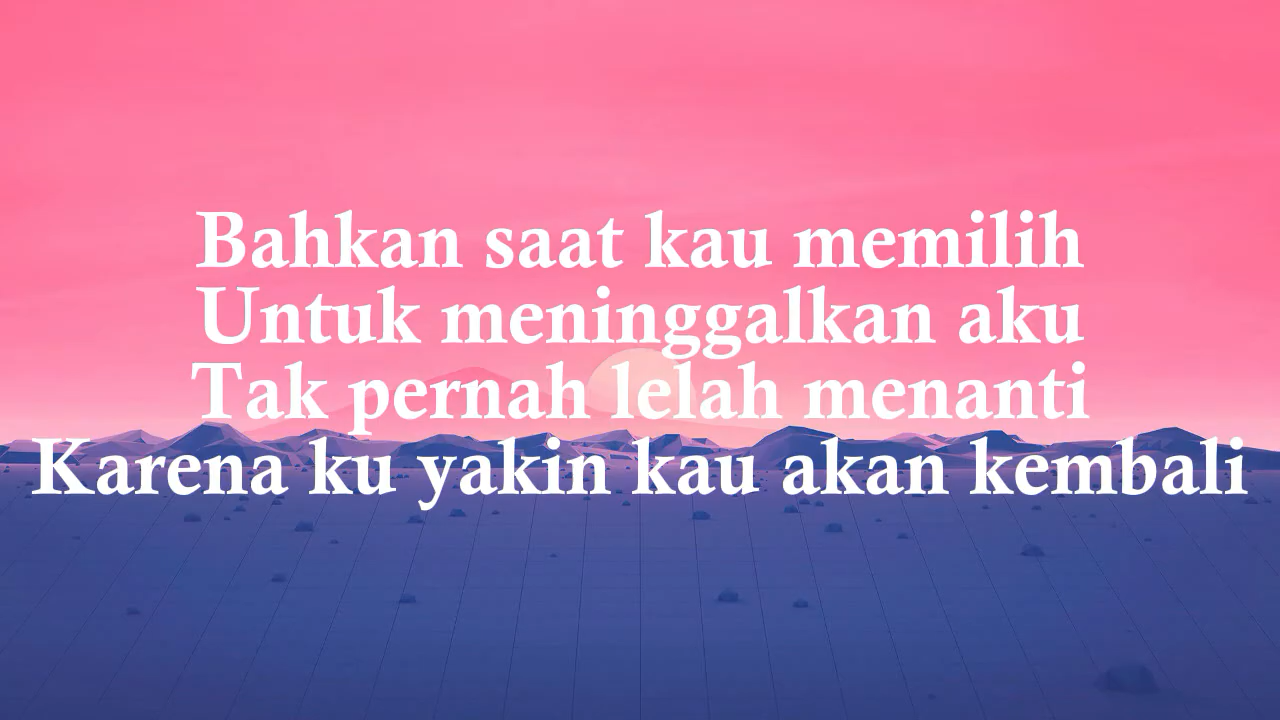 Bahkan saat kau memilih
Untuk meninggalkan aku
Tak pernah lelah menanti
Karena ku yakin kau akan kembali